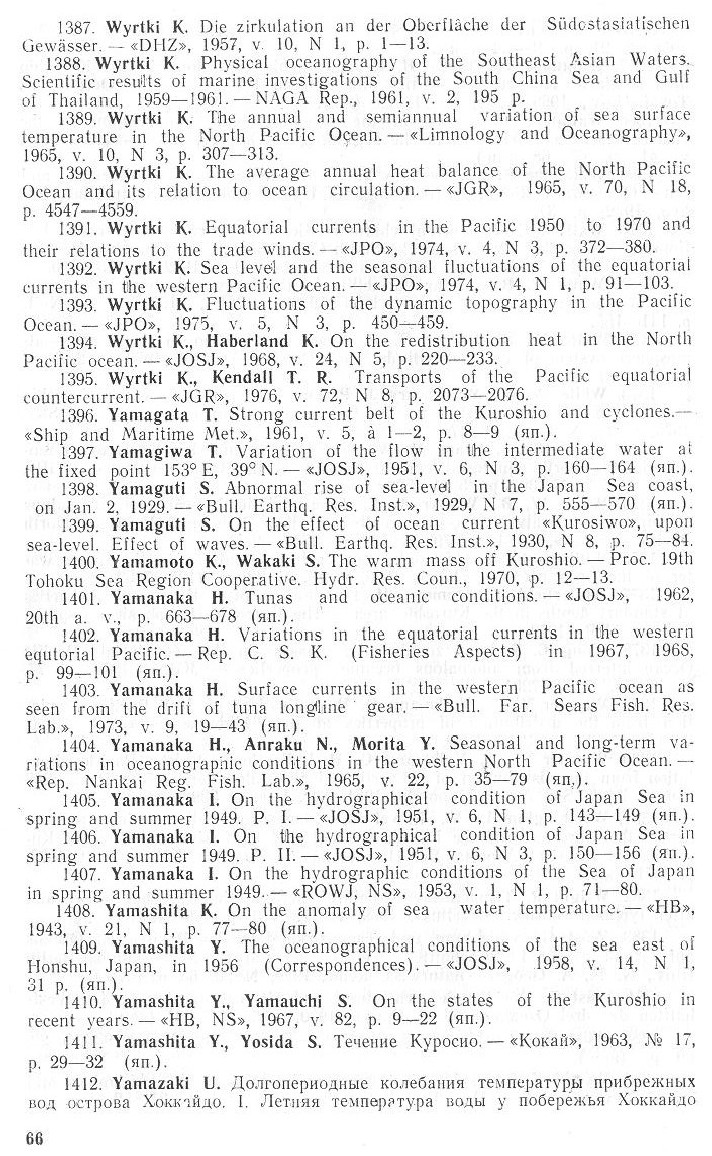 1387. Wyrtki K. Die zirkulation an der Oberfläche der Südostasiatischen
Gewässer. — «DHZ», 1957, v. 10, N 1, p. 1—13.
1388. Wyrtki K. Physical oceanography of the Southeast Asian Waters.
Scientific results of marine investigations of the South China Sea and Gulf
of Thailand, 1959—1961. — NAGA Rep., 1961, v. 2, 195 p.
1389. Wyrtki K. The annual and semiannual variation of sea surface
temperature in the North Pacific Oçean. — «Limnology and Oceanography»,
1965, v. 10, N 3, p. 307—313.
1390. Wyrtki K. The average annual heat balance of the North Pacific
Ocean and its relation to ocean circulation. — «JGR», 1965, v. 70, N 18,
p. 4547—4559.
1391. Wyrtki K. Equatorial currents in the Pacific 1950 to 1970 and
their relations to the trade winds. — «JPO», 1974, v. 4, N 3, p. 372—380.
1392. Wyrtki K. Sea level and the seasonal fluctuations of the equatorial
currents in the western Pacific Ocean. — «JPO», 1974, v. 4, N 1, p. 91—103.
1393. Wyrtki K. Fluctuations of the dynamic topography in the Pacific
Ocean. — «JPO», 1975, v. 5, N 3, p. 450—459.
1394. Wyrtki K., Haberland K. On the redistribution heat in the North
Pacific ocean. — «JOSJ», 1968, v. 24, N 5, p. 220—233.
1395. Wyrtki K., Kendall T. R. Transports of the Pacific equatorial
countercurrent. — «JGR», 1976, v. 72, N 8, p. 2073—2076.
1396. Yamagata T. Strong current belt of the Kuroshio and cyclones.—
«Ship and Maritime Met.», 1961, v. 5, à 1—2, p. 8—9 (яп.).
1397. Yamagiwa T. Variation of the flow in the intermediate water at
the fixed point 153° E, 39° N. — «JOSJ», 1951, v. 6, N 3, p. 160—164 (яп.).
1398. Yamaguti S. Abnormal rise of sea-level in the Japan Sea coast,
on Jan. 2, 1929. — «Bull. Earthq. Res. Inst.», 1929, N 7, p. 555—570 (яп.).
1399. Yamaguti S. On the effect of ocean current «Kurosiwo», upon
sea-level. Effect of waves. — «Bull. Earthq. Res. Inst.», 1930, N 8, p. 75—84.
1400. Yamamoto K., Wakaki S. The warm mass off Kuroshio. — Proc. 19th
Tohoku Sea Region Cooperative. Hydr. Res. Coun., 1970, p. 12—13.
1401. Yamanaka H. Tunas and oceanic conditions. — «JOSJ», 1962,
20th a. v., p. 663—678 (яп.).
1402. Yamanaka H. Variations in the equatorial currents in the western
equtorial Pacific. — Rep. C. S. K. (Fisheries Aspects) in 1967, 1968,
p. 99—101 (яп.).
1403. Yamanaka H. Surface currents in the western Pacific ocean as
seen from the drift of tuna longline gear. — «Bull. Far. Sears Fish. Res.
Lab.», 1973, v. 9, 19—43 (яп.).
1404. Yamanaka H., Anraku N., Morita Y. Seasonal and long-term va-
riations in oceanographic conditions in the western North Pacific Ocean. —
«Rep. Nankai Reg. Fish. Lab.», 1965, v. 22, p. 35—79 (яп.).
1405. Yamanaka I. On the hydrographical condition of Japan Sea in
spring and summer 1949. P. I. — «JOSJ», 1951, v. 6, N 1, p. 143—149 (яп.).
1406. Yamanaka I. On the hydrographical condition of Japan Sea in
spring and summer 1949. P. II. — «JOSJ», 1951, v. 6, N 3, p. 150—156 (яп.).
1407. Yamanaka I. On the hydrographic conditions of the Sea of Japan
in spring and summer 1949. — «ROWJ, NS», 1953, v. 1, N 1, p. 71—80.
1408. Yamashita K. On the anomaly of sea water temperature. — «HB»,
1943, v. 21, N 1, p. 77—80 (яп.).
1409. Yamashita Y. The oceanographical conditions of the sea east of
Honshu, Japan, in 1956 (Correspondences). — «JOSJ», 1958, v. 14, N 1,
31 p. (яп.).
1410. Yamashita Y., Yamauchi S. On the states of the Kuroshio in
recent years. — «HB, NS», 1967, v. 82, p. 9—22 (яп.).
1411. Yamashita Y., Yosida S. Течение Куросио. — «Кокай», 1963, № 17,
p. 29—32 (яп.).
1412. Yamazaki U. Долгопериодные колебания температуры прибрежных
вод острова Хоккайдо. I. Летняя температура воды у побережья Хоккайдо
66